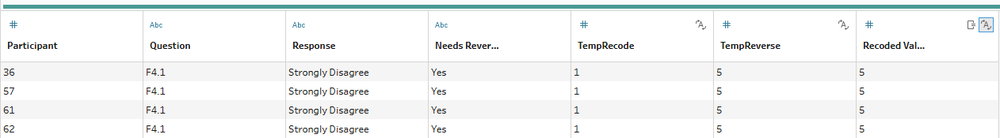 # Abc Abc Abc # # #
Participant Question Response Needs Rever... TempRecode TempReverse Recoded Val...
36 F4.1 Strongly Disagree Yes 1 5 5
57 F4.1 Strongly Disagree Yes 1 5 5
61 F4.1 Strongly Disagree Yes 1 5 5
62 F4.1 Strongly Disagree Yes 1 5 5